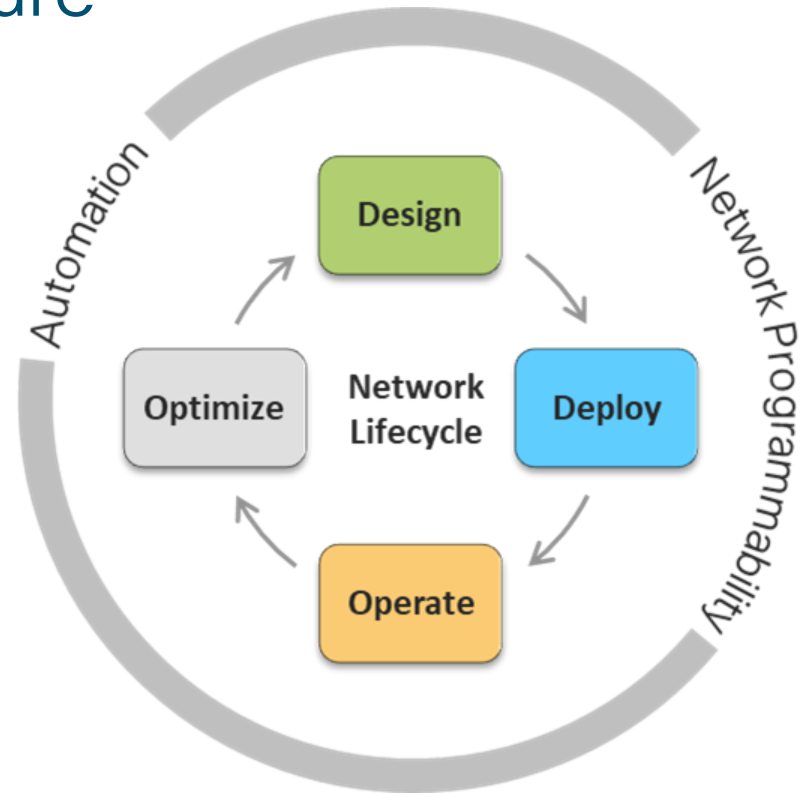 Automation
Network Programmability
Design
Optimize
Network
Lifecycle
Deploy
Operate